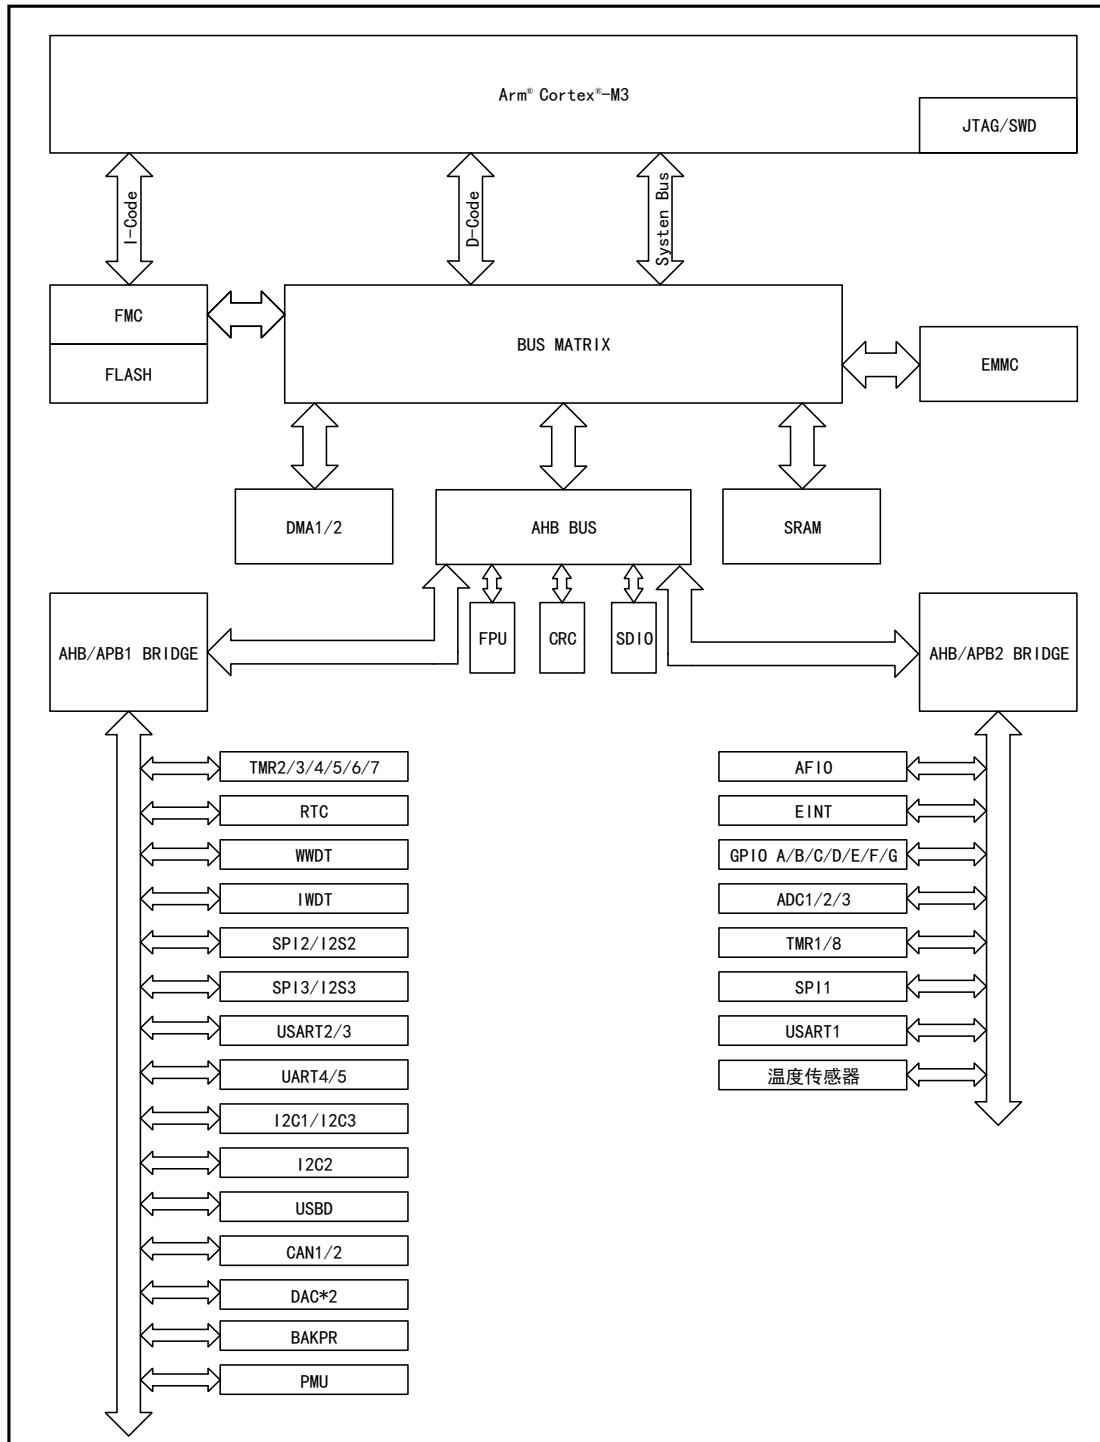 Arm® Cortex®-M3
JTAG/SWD
I-Code
D-Code
Systen Bus
FMC
FLASH
BUS MATRIX
EMMC
DMA1/2
AHB BUS
SRAM
FPU
CRC
SDIO
AHB/APB1 BRIDGE
AHB/APB2 BRIDGE
TMR2/3/4/5/6/7
RTC
WWDT
IWDT
SPI2/I2S2
SPI3/I2S3
USART2/3
UART4/5
I2C1/I2C3
I2C2
USBD
CAN1/2
DAC*2
BAKPR
PMU
AFIO
EINT
GPIO A/B/C/D/E/F/G
ADC1/2/3
TMR1/8
SPI1
USART1
温度传感器